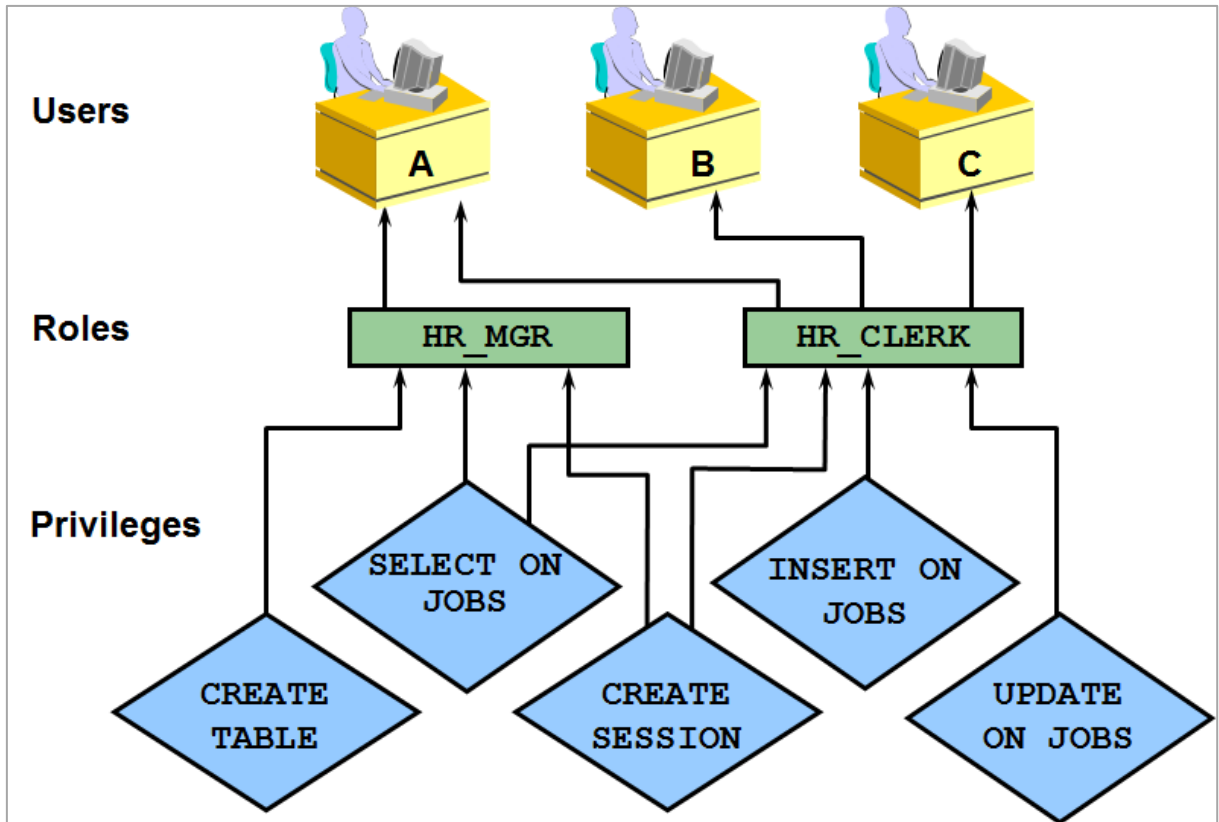 Users
A
B
C
Roles
HR_MGR
HR_CLERK
Privileges
SELECT ON
JOBS
INSERT ON
JOBS
CREATE
TABLE
CREATE
SESSION
UPDATE
ON JOBS